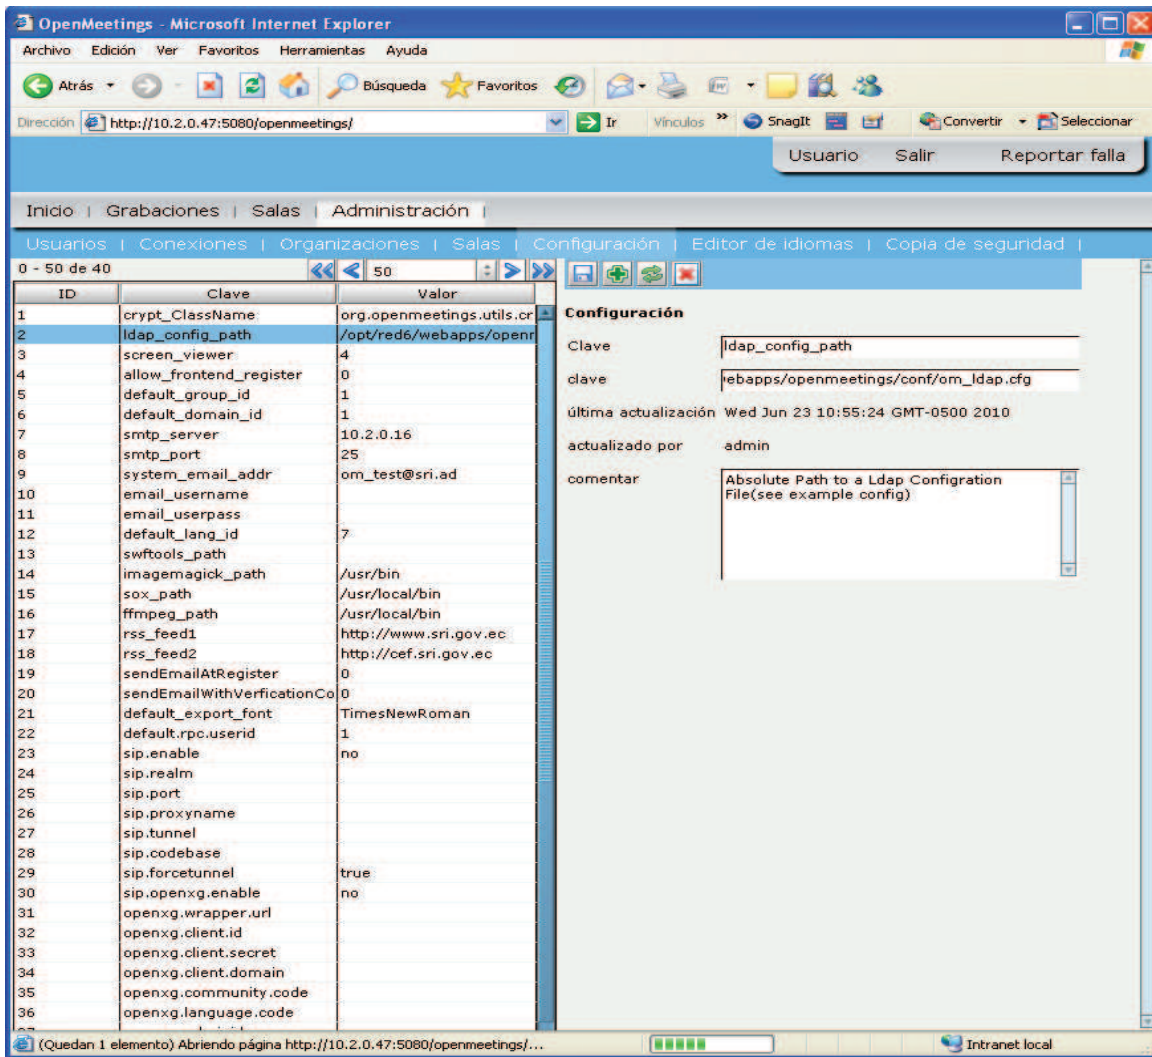 OpenMeetings - Microsoft Internet Explorer
Archivo Edición Ver Favoritos Herramientas Ayuda
Atrás Búsqueda Favoritos
Dirección http://10.2.0.47:5080/openmeetings/ Ir Vínculos » SnagIt Convertir Seleccionar
Usuario Salir Reportar falla
Inicio | Grabaciones | Salas | Administración |
Usuarios | Conexiones | Organizaciones | Salas | Configuración | Editor de idiomas | Copia de seguridad |
0 - 50 de 40 50
ID Clave Valor
1 crypt_ClassName org.openmeetings.utils.cr
2 ldap_config_path /opt/red6/webapps/openr
3 screen_viewer 4
4 allow_frontend_register 0
5 default_group_id 1
6 default_domain_id 1
7 smtp_server 10.2.0.16
8 smtp_port 25
9 system_email_addr om_test@sri.ad
10 email_username
11 email_userpass
12 default_lang_id 7
13 swftools_path
14 imagemagick_path /usr/bin
15 sox_path /usr/local/bin
16 ffmpeg_path /usr/local/bin
17 rss_feed1 http://www.sri.gov.ec
18 rss_feed2 http://cef.sri.gov.ec
19 sendEmailAtRegister 0
20 sendEmailWithVerficationCo 0
21 default_export_font TimesNewRoman
22 default.rpc.userid 1
23 sip.enable no
24 sip.realm
25 sip.port
26 sip.proxyname
27 sip.tunnel
28 sip.codebase
29 sip.forcetunnel true
30 sip.openxg.enable no
31 openxg.wrapper.url
32 openxg.client.id
33 openxg.client.secret
34 openxg.client.domain
35 openxg.community.code
36 openxg.language.code
Configuración
Clave ldap_config_path
clave ebapps/openmeetings/conf/om_ldap.cfg
última actualización Wed Jun 23 10:55:24 GMT-0500 2010
actualizado por admin
comentar Absolute Path to a Ldap Configration
File(see example config)
(Quedan 1 elemento) Abriendo página http://10.2.0.47:5080/openmeetings/... Intranet local